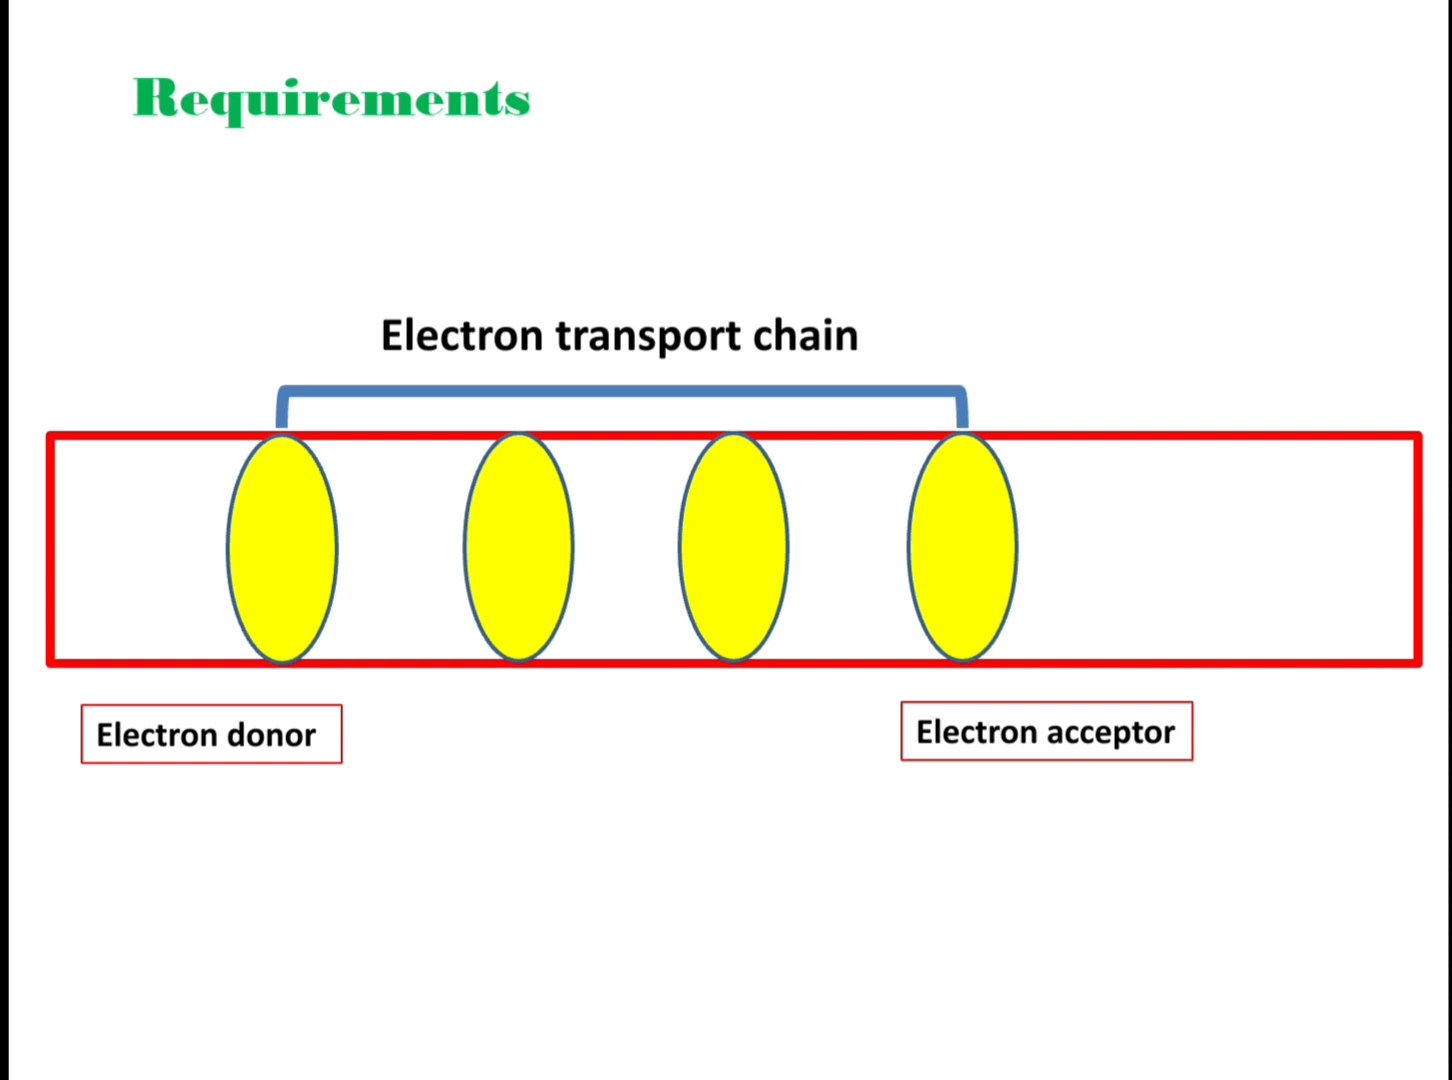 Requirements
Electron transport chain
Electron donor
Electron acceptor